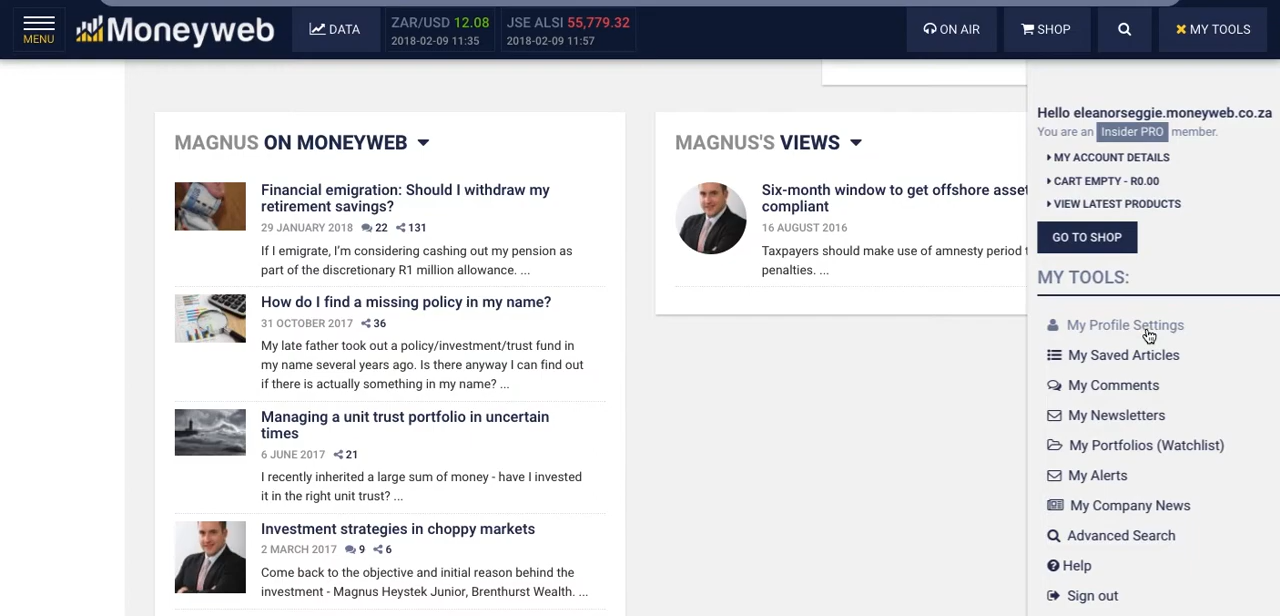 MENU
Moneyweb
DATA
ZAR/USD 12.08
2018-02-09 11:35
JSE ALSI 55,779.32
2018-02-09 11:57
ON AIR
SHOP
MY TOOLS
MAGNUS ON MONEYWEB
Financial emigration: Should I withdraw my
retirement savings?
29 JANUARY 2018 22 131
If I emigrate, I'm considering cashing out my pension as
part of the discretionary R1 million allowance. ...
How do I find a missing policy in my name?
31 OCTOBER 2017 36
My late father took out a policy/investment/trust fund in
my name several years ago. Is there anyway I can find out
if there is actually something in my name? ...
Managing a unit trust portfolio in uncertain
times
6 JUNE 2017 21
I recently inherited a large sum of money - have I invested
it in the right unit trust? ...
Investment strategies in choppy markets
2 MARCH 2017 9 6
Come back to the objective and initial reason behind the
investment - Magnus Heystek Junior, Brenthurst Wealth. ...
MAGNUS'S VIEWS
Six-month window to get offshore asset
compliant
16 AUGUST 2016
Taxpayers should make use of amnesty period t
penalties. ...
Hello eleanorseggie.moneyweb.co.za
You are an Insider PRO member.
MY ACCOUNT DETAILS
CART EMPTY - R0.00
VIEW LATEST PRODUCTS
GO TO SHOP
MY TOOLS:
My Profile Settings
My Saved Articles
My Comments
My Newsletters
My Portfolios (Watchlist)
My Alerts
My Company News
Advanced Search
Help
Sign out